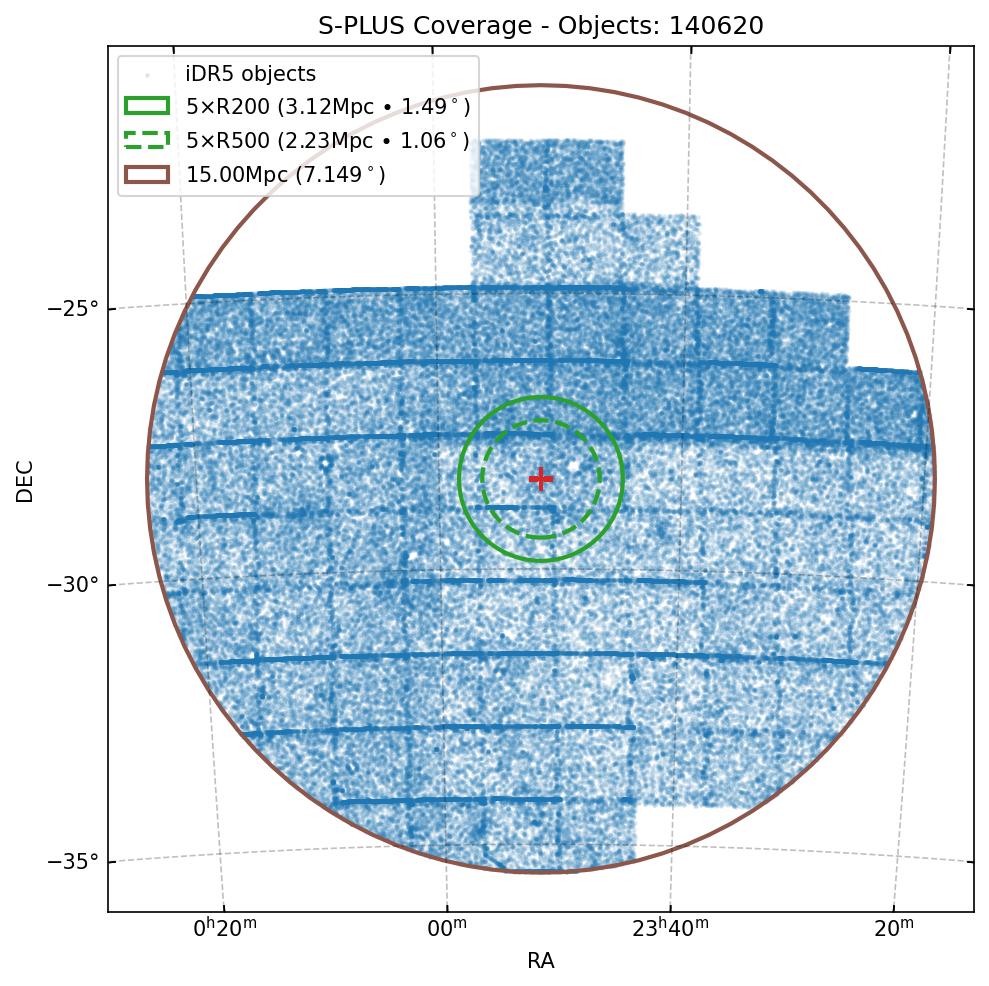 S-PLUS Coverage - Objects: 140620
iDR5 objects
5×R200 (3.12Mpc • 1.49°)
5×R500 (2.23Mpc • 1.06°)
15.00Mpc (7.149°)
−25°
−30°
−35°
DEC
0ʰ20ᵐ
00ᵐ
23ʰ40ᵐ
20ᵐ
RA